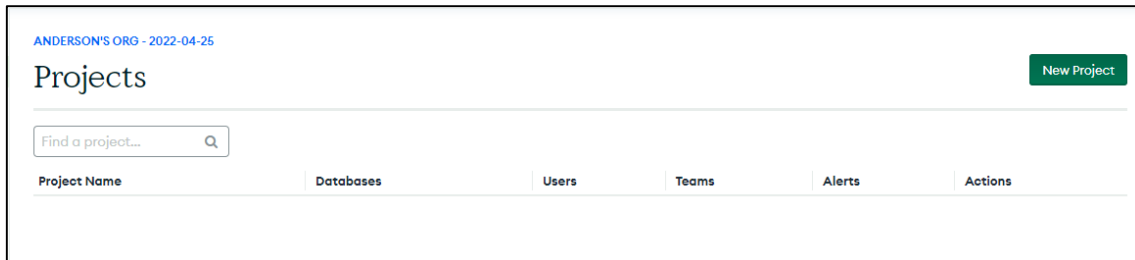 ANDERSON'S ORG - 2022-04-25
Projects
New Project
Find a project...
Project Name Databases Users Teams Alerts Actions